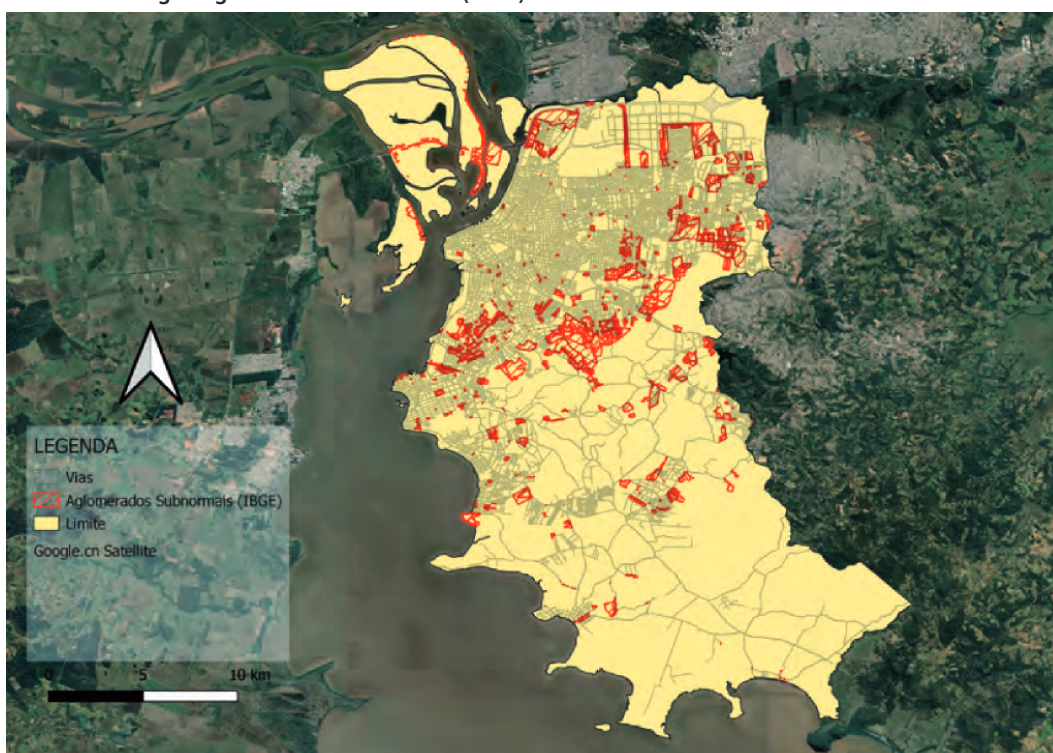 LEGENDA
Vias
Aglomerados Subnormais (IBGE)
Limite
Google.cn Satellite
0 5 10 km